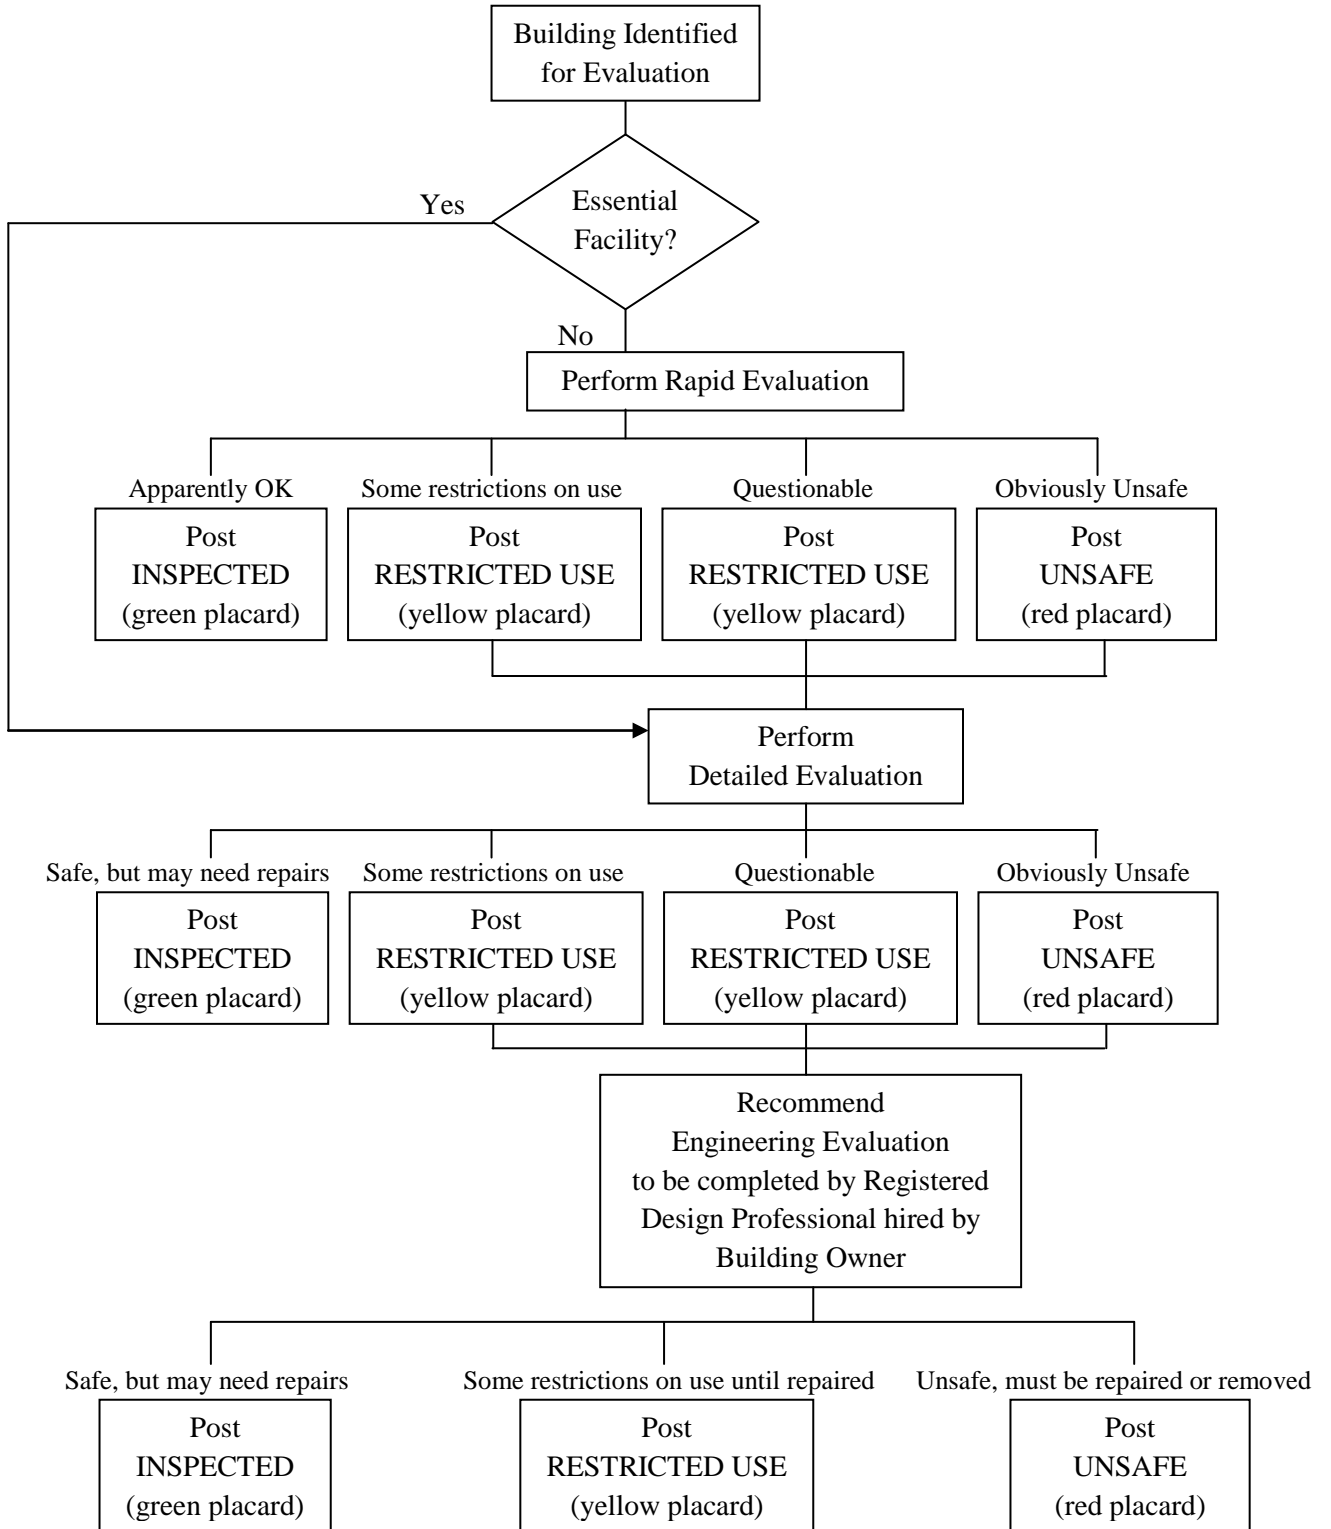 Building Identified
for Evaluation
Essential
Facility?
Yes
No
Perform Rapid Evaluation
Apparently OK
Some restrictions on use
Questionable
Obviously Unsafe
Post
INSPECTED
(green placard)
Post
RESTRICTED USE
(yellow placard)
Post
RESTRICTED USE
(yellow placard)
Post
UNSAFE
(red placard)
Perform
Detailed Evaluation
Safe, but may need repairs
Some restrictions on use
Questionable
Obviously Unsafe
Post
INSPECTED
(green placard)
Post
RESTRICTED USE
(yellow placard)
Post
RESTRICTED USE
(yellow placard)
Post
UNSAFE
(red placard)
Recommend
Engineering Evaluation
to be completed by Registered
Design Professional hired by
Building Owner
Safe, but may need repairs
Some restrictions on use until repaired
Unsafe, must be repaired or removed
Post
INSPECTED
(green placard)
Post
RESTRICTED USE
(yellow placard)
Post
UNSAFE
(red placard)